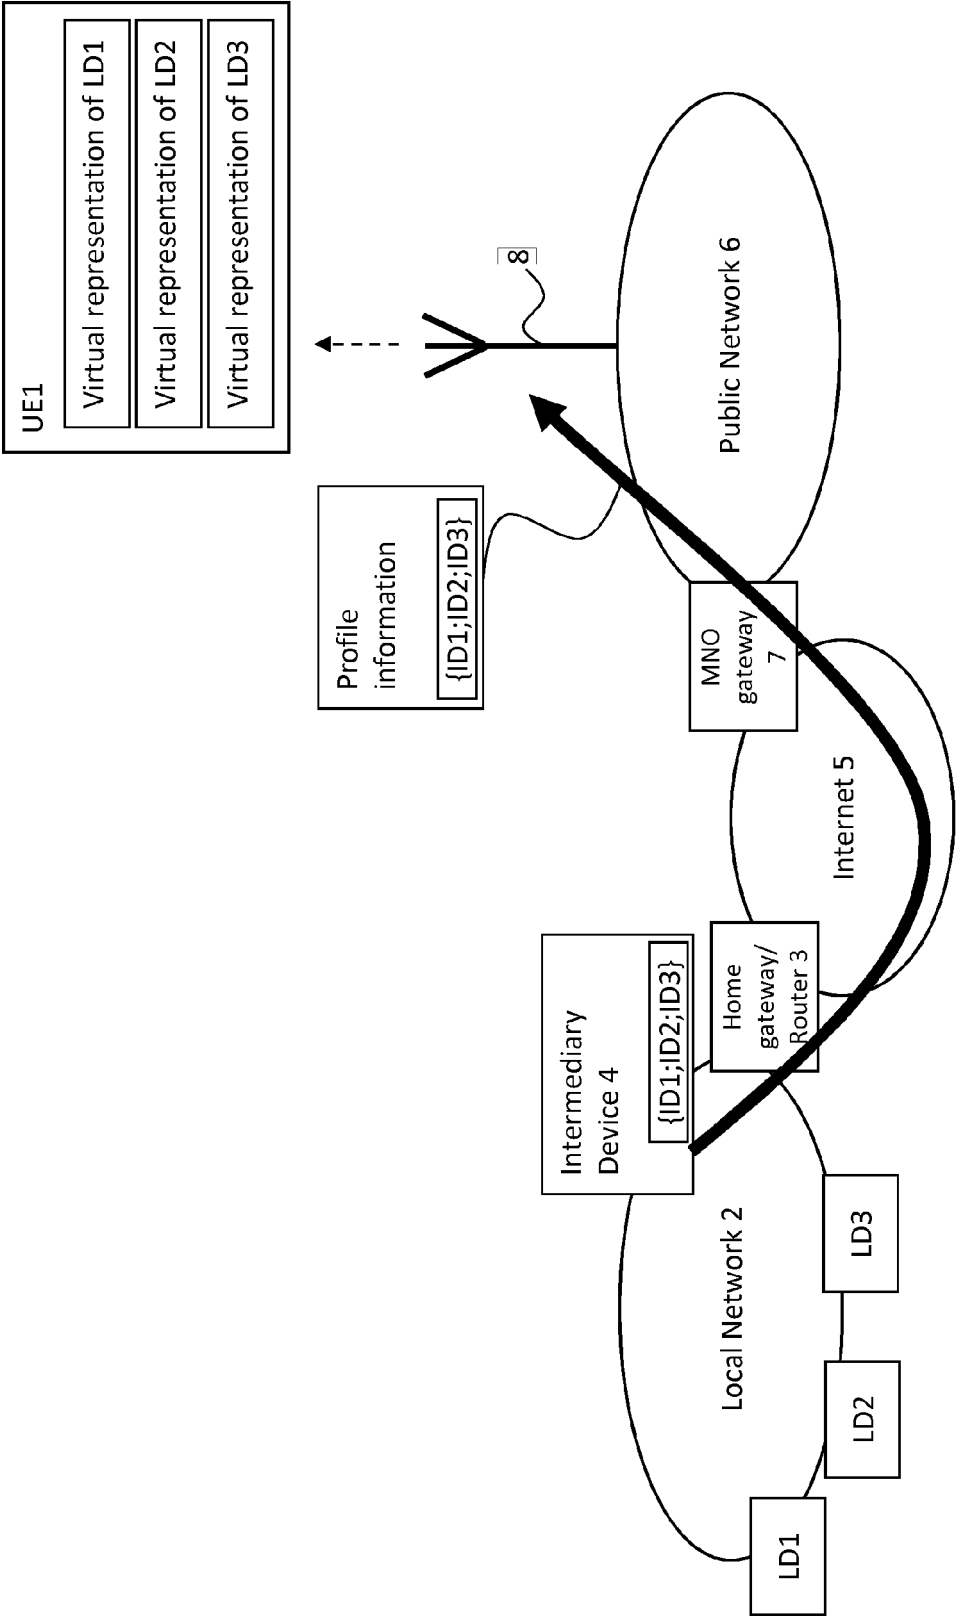 UE1
Virtual representation of LD1
Virtual representation of LD2
Virtual representation of LD3
8
Profile
information
{ID1;ID2;ID3}
Public Network 6
MNO
gateway
7
Internet 5
Intermediary
Device 4
{ID1;ID2;ID3}
Home
gateway/
Router 3
Local Network 2
LD1
LD2
LD3